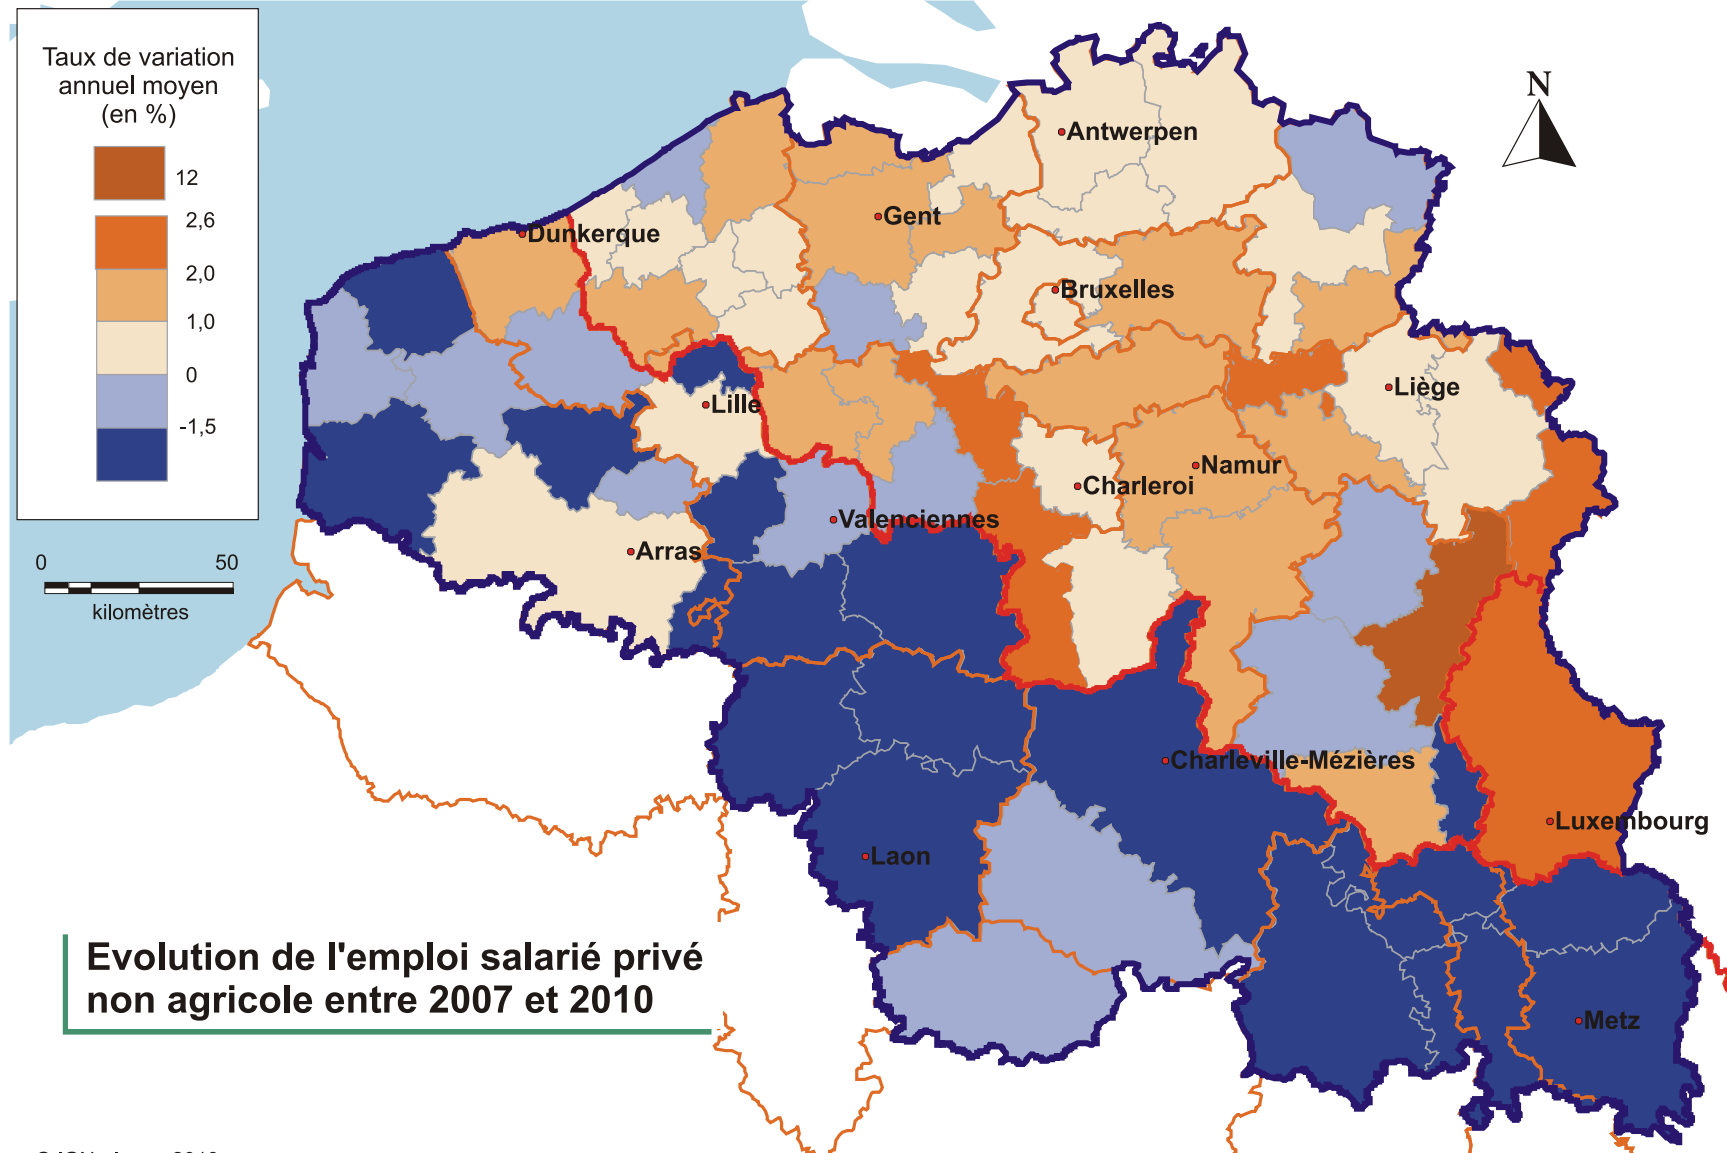 Taux de variation
annuel moyen
(en %)
12
2,6
2,0
1,0
0
-1,5
0 50
kilomètres
N
Antwerpen
Gent
Dunkerque
Bruxelles
Liège
Lille
Namur
Charleroi
Valenciennes
Arras
Charleville-Mézières
Luxembourg
Laon
Metz
Evolution de l'emploi salarié privé
non agricole entre 2007 et 2010